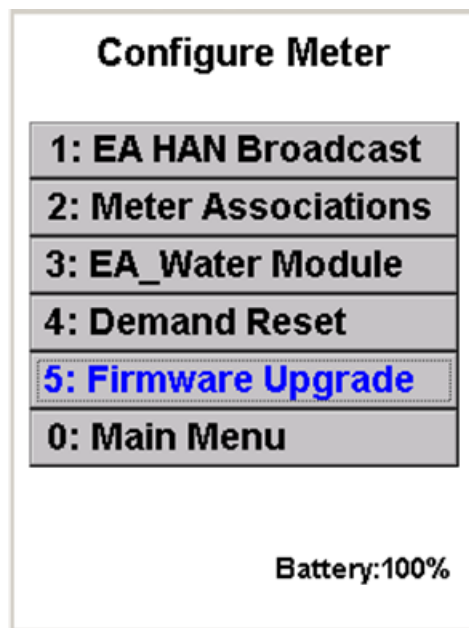 Configure Meter
1: EA HAN Broadcast
2: Meter Associations
3: EA_Water Module
4: Demand Reset
5: Firmware Upgrade
0: Main Menu
Battery:100%